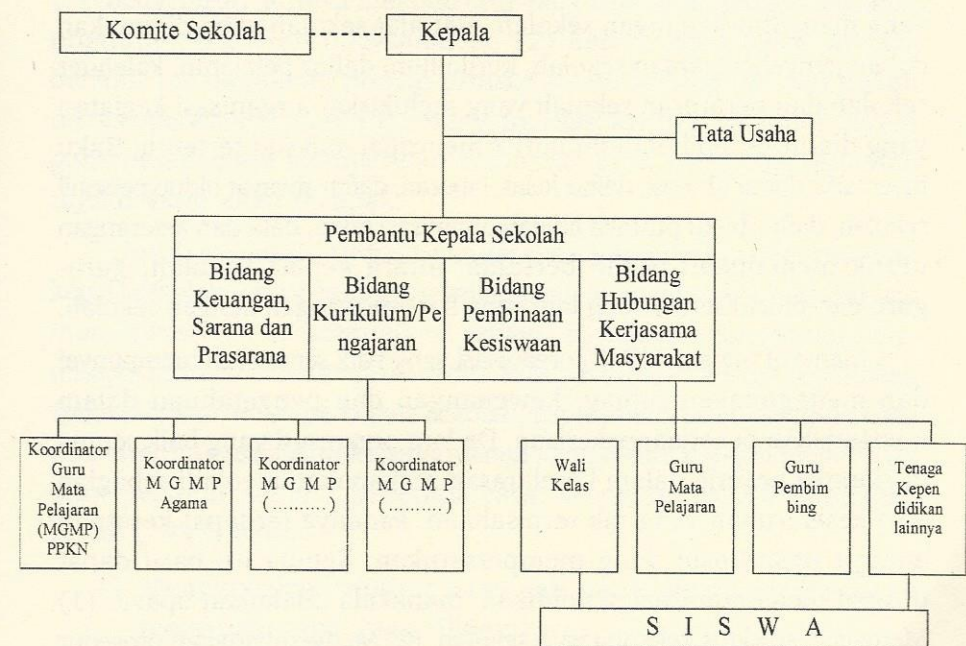 Komite Sekolah
Kepala
Tata Usaha
Pembantu Kepala Sekolah
Bidang
Keuangan,
Sarana dan
Prasarana
Bidang
Kurikulum/Pe
ngajaran
Bidang
Pembinaan
Kesiswaan
Bidang
Hubungan
Kerjasama
Masyarakat
Koordinator
Guru
Mata
Pelajaran
(MGMP)
PPKN
Koordinator
M G M P
Agama
Koordinator
M G M P
(.........)
Koordinator
M G M P
(.........)
Wali
Kelas
Guru
Mata
Pelajaran
Guru
Pembim
bing
Tenaga
Kepen
didikan
lainnya
S I S W A